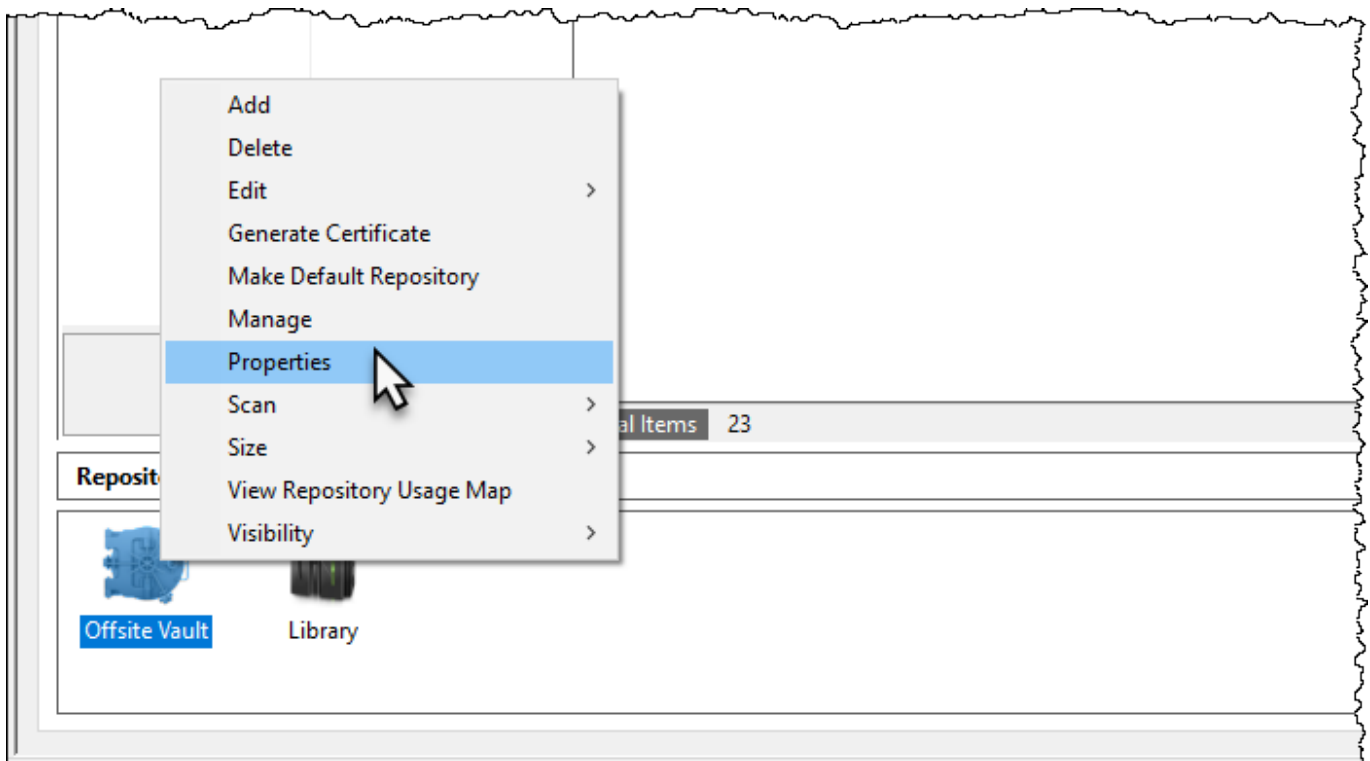 Add
Delete
Edit
Generate Certificate
Make Default Repository
Manage
Properties
Scan
al Items 23
Size
Reposit
View Repository Usage Map
Visibility
Offsite Vault
Library